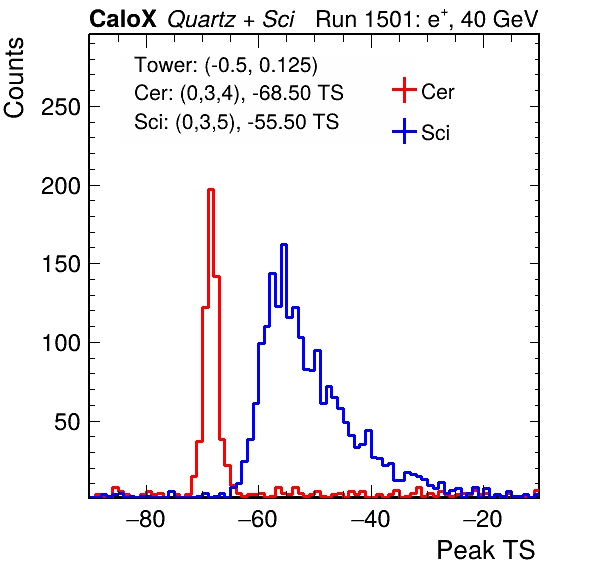 CaloX Quartz + Sci Run 1501: e⁺, 40 GeV
Counts
Tower: (-0.5, 0.125)
Cer: (0,3,4), -68.50 TS
Sci: (0,3,5), -55.50 TS
Cer
Sci
250
200
150
100
50
−80 −60 −40 −20
Peak TS